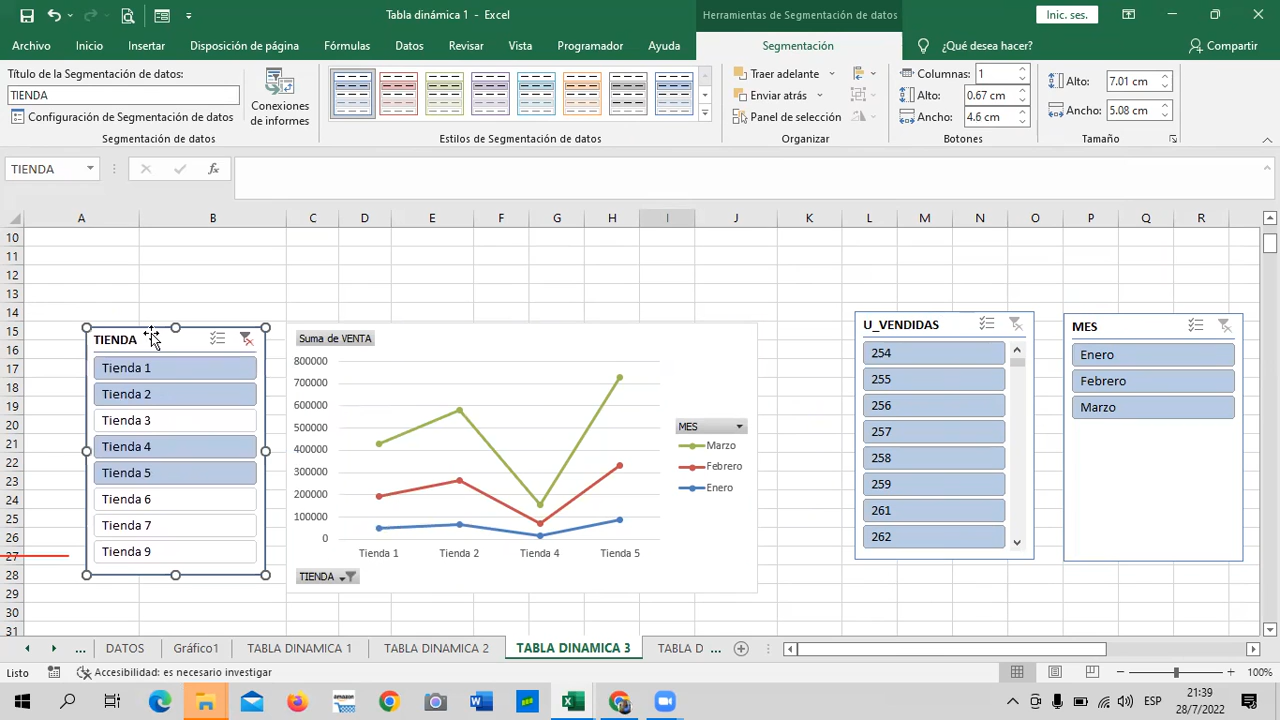 Tabla dinámica 1 - Excel
Herramientas de Segmentación de datos
Inic. ses.
Archivo Inicio Insertar Disposición de página Fórmulas Datos Revisar Vista Programador Ayuda Segmentación ¿Qué desea hacer? Compartir
Título de la Segmentación de datos:
TIENDA
Configuración de Segmentación de datos
Segmentación de datos
Conexiones
de informes
Estilos de Segmentación de datos
Traer adelante
Enviar atrás
Panel de selección
Organizar
Columnas: 1
Alto: 0.67 cm
Ancho: 4.6 cm
Botones
Alto: 7.01 cm
Ancho: 5.08 cm
Tamaño
TIENDA
fx
A B C D E F G H I J K L M N O P Q R
10
11
12
13
14
15
16
17
18
19
20
21
22
23
24
25
26
27
28
29
30
31
TIENDA
Tienda 1
Tienda 2
Tienda 3
Tienda 4
Tienda 5
Tienda 6
Tienda 7
Tienda 9
Suma de VENTA
800000
700000
600000
500000
400000
300000
200000
100000
0
Tienda 1 Tienda 2 Tienda 4 Tienda 5
TIENDA
MES
Marzo
Febrero
Enero
U_VENDIDAS
254
255
256
257
258
259
261
262
MES
Enero
Febrero
Marzo
... DATOS Gráfico1 TABLA DINAMICA 1 TABLA DINAMICA 2 TABLA DINAMICA 3 TABLA D ...
Listo Accesibilidad: es necesario investigar 100%
amazon
W
ESP
21:39
28/7/2022